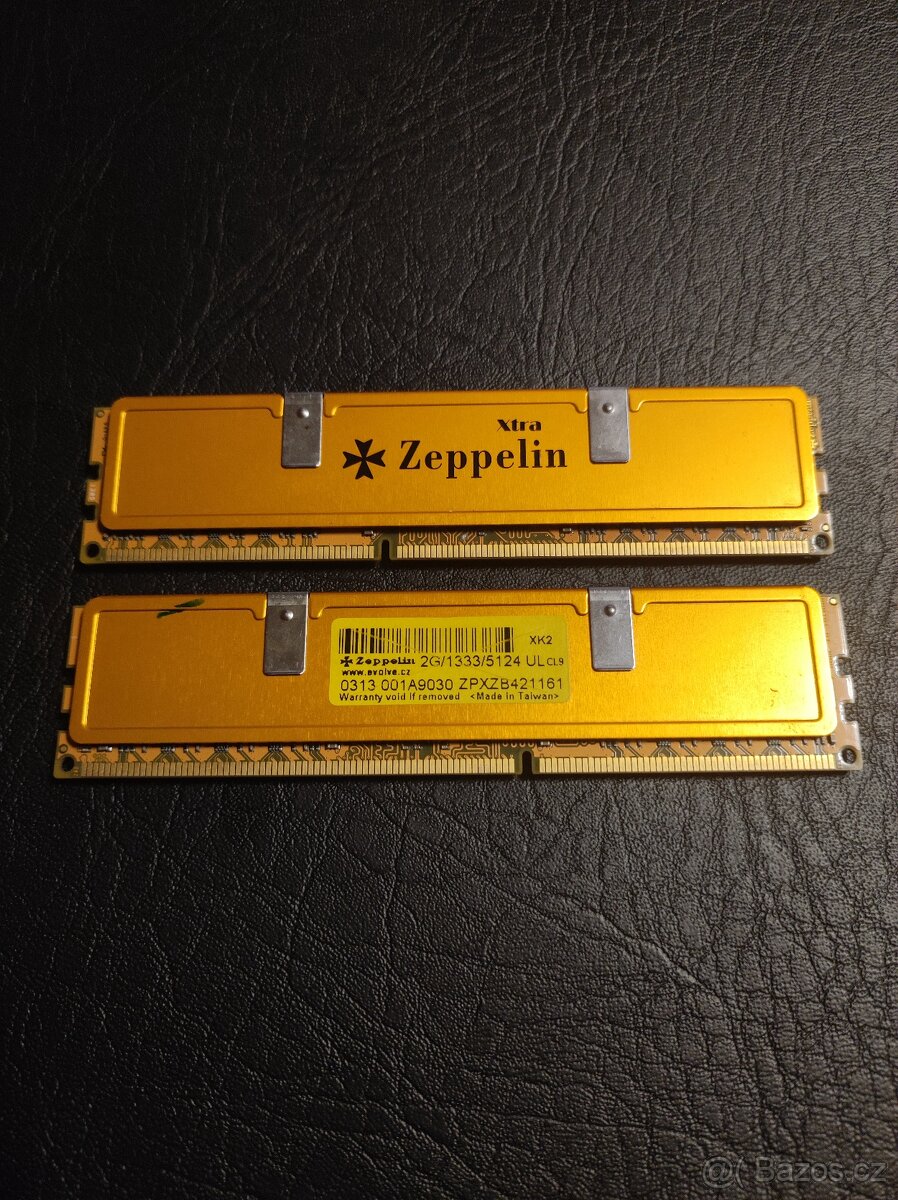 Xtra
Zeppelin
XK2
Zeppelin 2G/1333/5124 UL CL9
www.evolve.cz
0313 001A9030 ZPXZB421161
Warranty void if removed <Made in Taiwan>
Bazos.cz